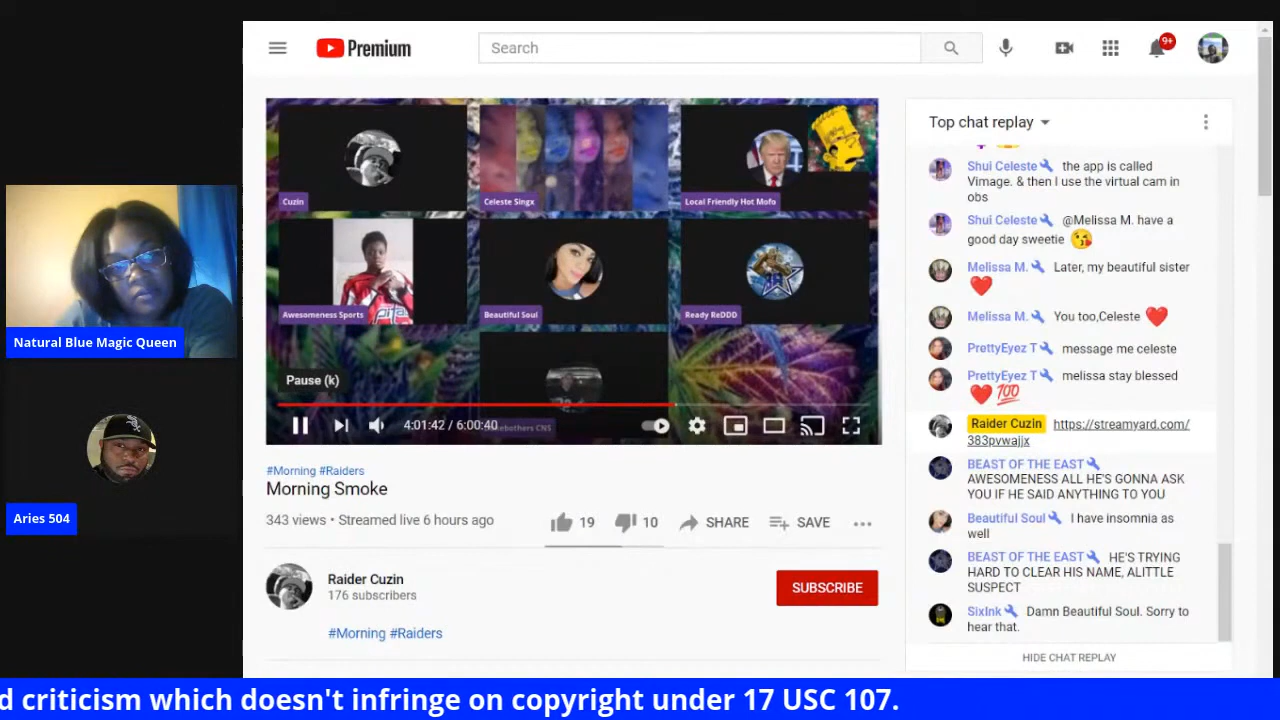 Premium
Search
9+
Cuzin
Celeste Singx
Local Friendly Hot Mofo
Awesomeness Sports
Beautiful Soul
Ready ReDDD
Pause (k)
4:01:42 / 6:00:40
ebothers CNS
#Morning #Raiders
Morning Smoke
343 views • Streamed live 6 hours ago
19
10
SHARE
SAVE
Raider Cuzin
176 subscribers
SUBSCRIBE
#Morning #Raiders
Top chat replay
Shui Celeste the app is called
Vimage. & then I use the virtual cam in
obs
Shui Celeste @Melissa M. have a
good day sweetie 😘
Melissa M. Later, my beautiful sister
❤️
Melissa M. You too,Celeste ❤️
PrettyEyez T message me celeste
PrettyEyez T melissa stay blessed
❤️ 💯
Raider Cuzin https://streamyard.com/
383pvwajjx
BEAST OF THE EAST
AWESOMENESS ALL HE'S GONNA ASK
YOU IF HE SAID ANYTHING TO YOU
Beautiful Soul I have insomnia as
well
BEAST OF THE EAST HE'S TRYING
HARD TO CLEAR HIS NAME, ALITTLE
SUSPECT
SixInk Damn Beautiful Soul. Sorry to
hear that.
HIDE CHAT REPLAY
Natural Blue Magic Queen
Aries 504
d criticism which doesn't infringe on copyright under 17 USC 107.